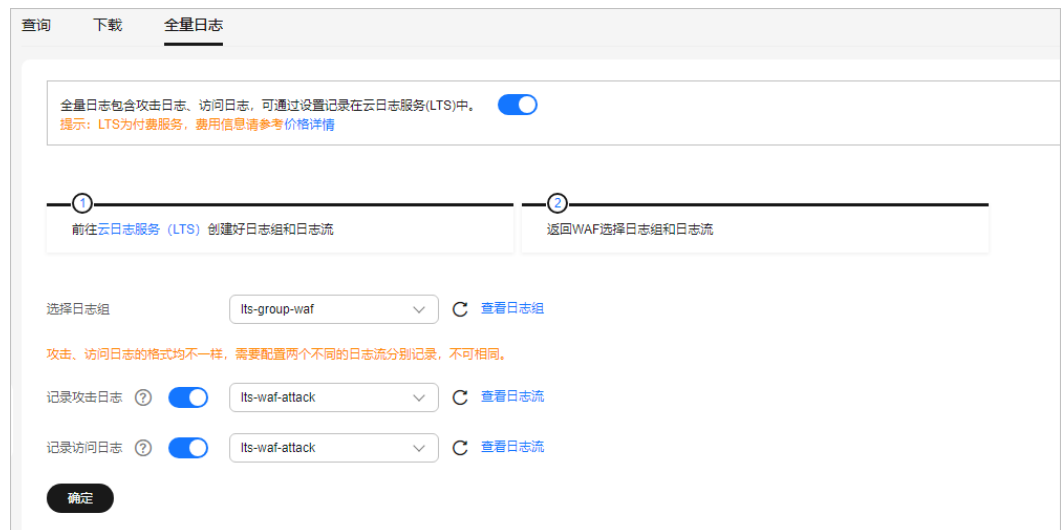 查询 下载 全量日志
全量日志包含攻击日志、访问日志，可通过设置记录在云日志服务(LTS)中。
提示：LTS为付费服务，费用信息请参考价格详情
1 2
前往云日志服务（LTS）创建好日志组和日志流 返回WAF选择日志组和日志流
选择日志组 lts-group-waf 查看日志组
攻击、访问日志的格式均不一样，需要配置两个不同的日志流分别记录，不可相同。
记录攻击日志 ? lts-waf-attack 查看日志流
记录访问日志 ? lts-waf-attack 查看日志流
确定